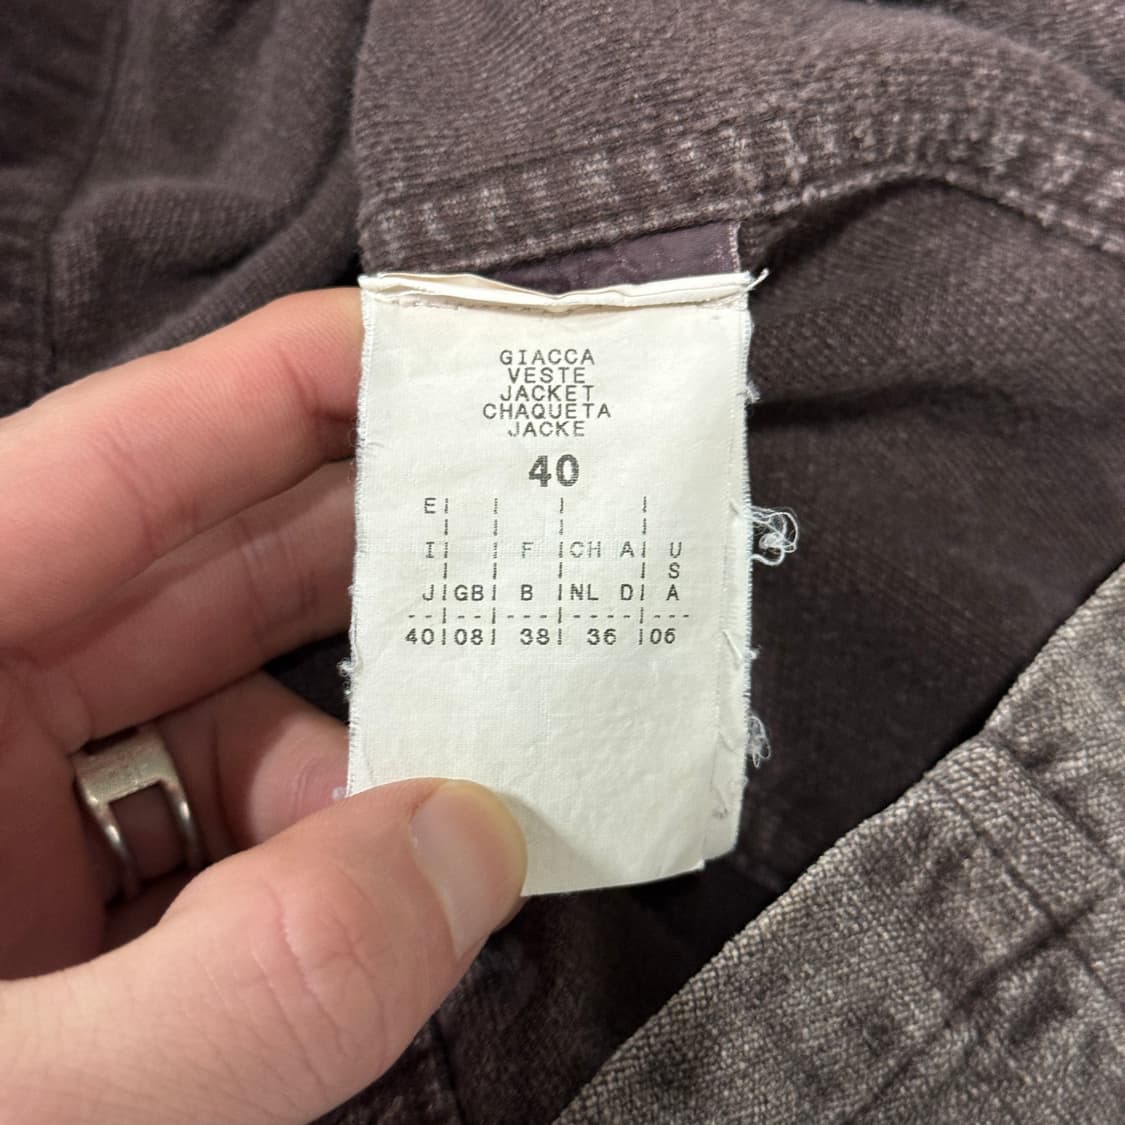 GIACCA
VESTE
JACKET
CHAQUETA
JACKE
40
E| | | |
| | | |
I| | F |CH A| U
| | | | S
J|GB| B |NL D| A
--|--|---|----|---
40|08| 38| 36 |06